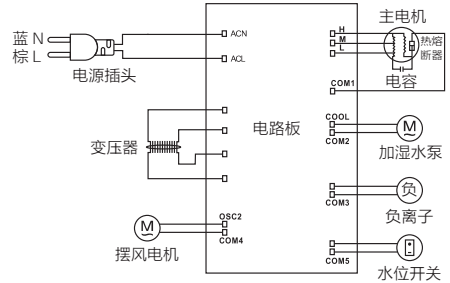 蓝 N
棕 L
电源插头
ACN
ACL
变压器
电路板
H
M
L
主电机
热熔
断器
电容
COM1
COOL
M
COM2
加湿水泵
负
COM3
负离子
OSC2
M
COM4
摆风电机
COM5
水位开关